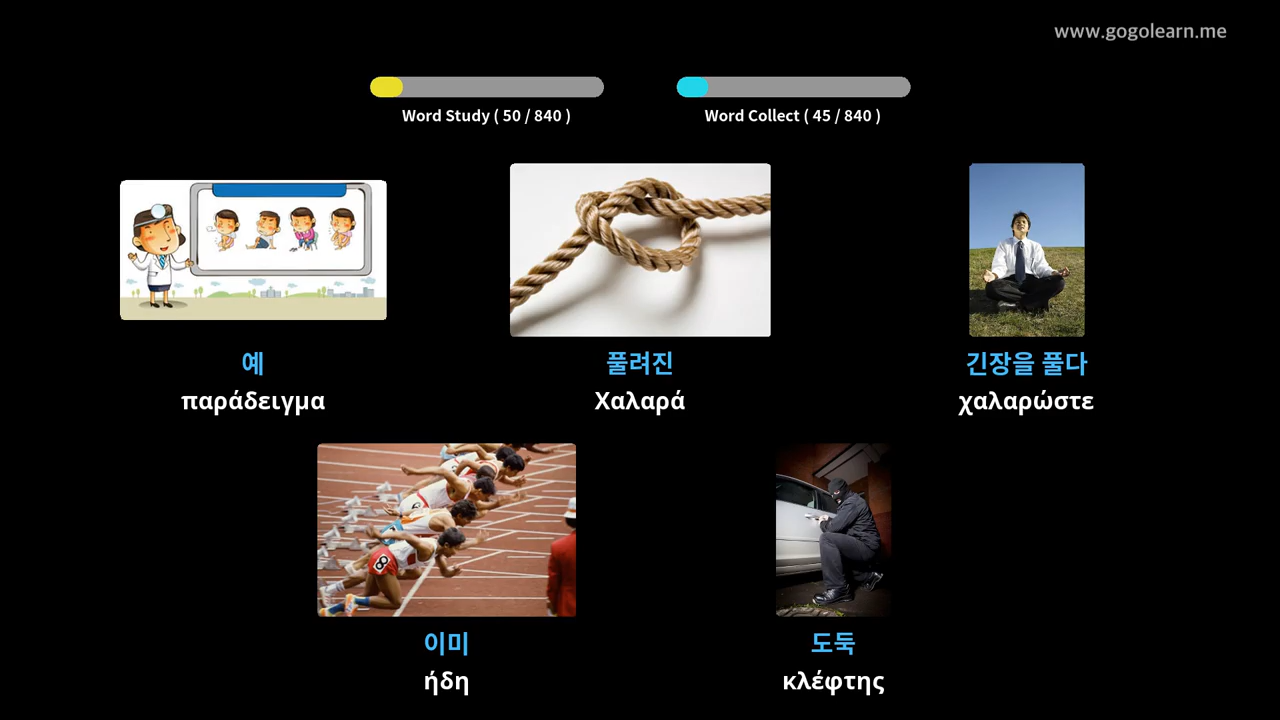 www.gogolearn.me
Word Study ( 50 / 840 )
Word Collect ( 45 / 840 )
예
παράδειγμα
풀려진
Χαλαρά
긴장을 풀다
χαλαρώστε
이미
ήδη
도둑
κλέφτης